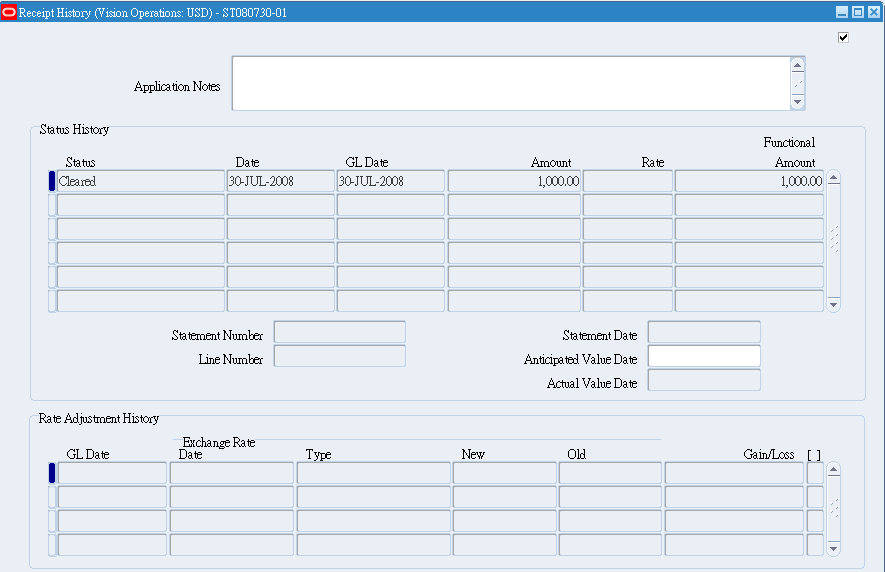 Receipt History (Vision Operations: USD) - ST080730-01
Application Notes
Status History
Functional
Status Date GL Date Amount Rate Amount
Cleared 30-JUL-2008 30-JUL-2008 1,000.00 1,000.00
Statement Number Statement Date
Line Number Anticipated Value Date
Actual Value Date
Rate Adjustment History
Exchange Rate
GL Date Date Type New Old Gain/Loss [ ]